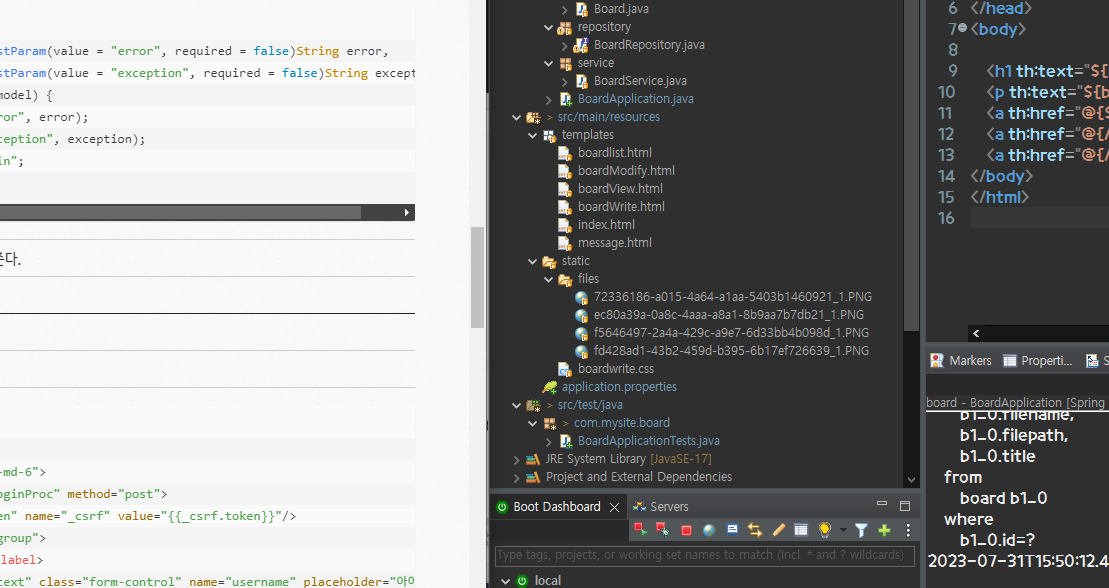 stParam(value = "error", required = false)String error,
stParam(value = "exception", required = false)String except
model) {
ror", error);
ception", exception);
in";
른다.
-md-6">
oginProc" method="post">
en" name="_csrf" value="{{_csrf.token}}"/>
group">
label>
text" class="form-control" name="username" placeholder="아이
Board.java
repository
BoardRepository.java
service
BoardService.java
BoardApplication.java
> src/main/resources
templates
boardlist.html
boardModify.html
boardView.html
boardWrite.html
index.html
message.html
static
files
72336186-a015-4a64-a1aa-5403b1460921_1.PNG
ec80a39a-0a8c-4aaa-a8a1-8b9aa7b7db21_1.PNG
f5646497-2a4a-429c-a9e7-6d33bb4b098d_1.PNG
fd428ad1-43b2-459d-b395-6b17ef726639_1.PNG
boardwrite.css
application.properties
> src/test/java
> com.mysite.board
BoardApplicationTests.java
JRE System Library [JavaSE-17]
Project and External Dependencies
Boot Dashboard
Servers
Type tags, projects, or working set names to match (incl. * and ? wildcards)
local
6 </head>
7 <body>
8
9 <h1 th:text="${
10 <p th:text="${b
11 <a th:href="@{
12 <a th:href="@{/
13 <a th:href="@{/
14 </body>
15 </html>
16
Markers
Properti...
board - BoardApplication [Spring
b1_0.filename,
b1_0.filepath,
b1_0.title
from
board b1_0
where
b1_0.id=?
2023-07-31T15:50:12.4